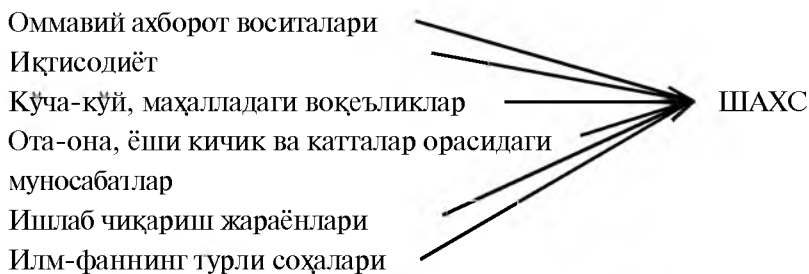 Оммавий ахборот воситалари
Иқтисодиёт
Кўча-кўй, маҳалладаги воқеъликлар
ШАХС
Ота-она, ёши кичик ва катталар орасидаги
муносабатлар
Ишлаб чиқариш жараёнлари
Илм-фаннинг турли соҳалари